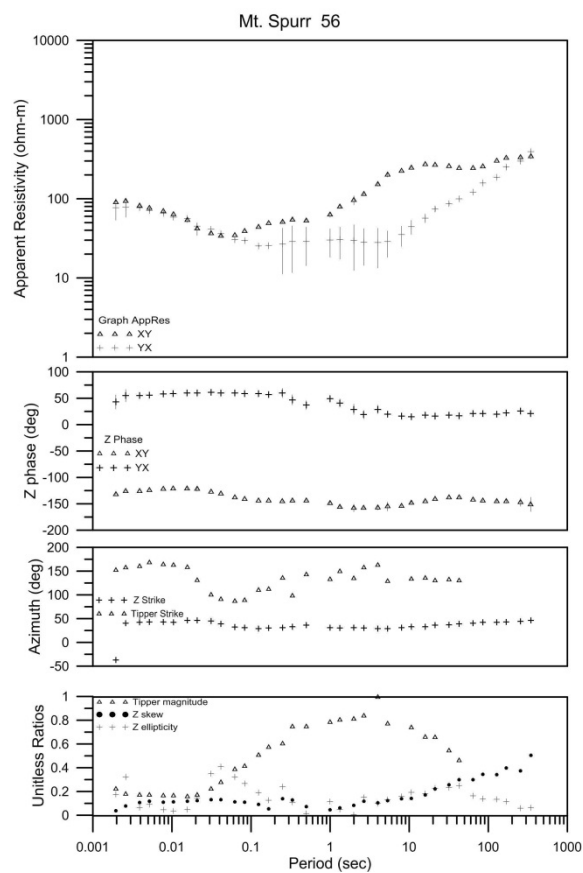 Mt. Spurr 56
10000
1000
100
10
1
Apparent Resistivity (ohm-m)
Graph AppRes
XY
YX
200
150
100
50
0
-50
-100
-150
-200
Z phase (deg)
Z Phase
XY
YX
200
150
100
50
0
-50
Azimuth (deg)
Z Strike
Tipper Strike
1
0.8
0.6
0.4
0.2
0
Unitless Ratios
Tipper magnitude
Z skew
Z ellipticity
0.001 0.01 0.1 1 10 100 1000
Period (sec)